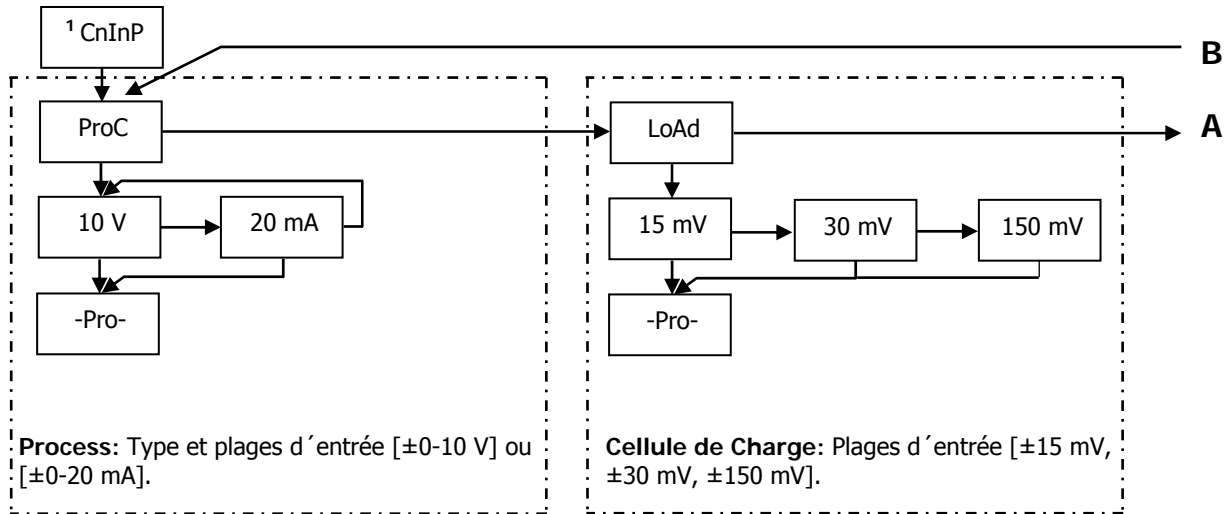 ¹ CnInP
B
ProC
LoAd
A
10 V
20 mA
15 mV
30 mV
150 mV
-Pro-
-Pro-
Process: Type et plages d´entrée [±0-10 V] ou
[±0-20 mA].
Cellule de Charge: Plages d´entrée [±15 mV,
±30 mV, ±150 mV].